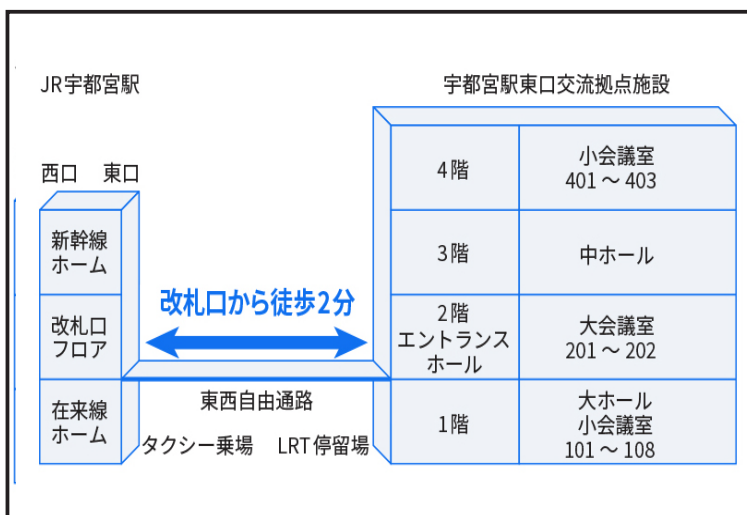 JR宇都宮駅
宇都宮駅東口交流拠点施設
西口 東口
新幹線
ホーム
改札口
フロア
在来線
ホーム
改札口から徒歩2分
東西自由通路
タクシー乗場 LRT停留場
4階
小会議室
401～403
3階
中ホール
2階
エントランス
ホール
大会議室
201～202
1階
大ホール
小会議室
101～108